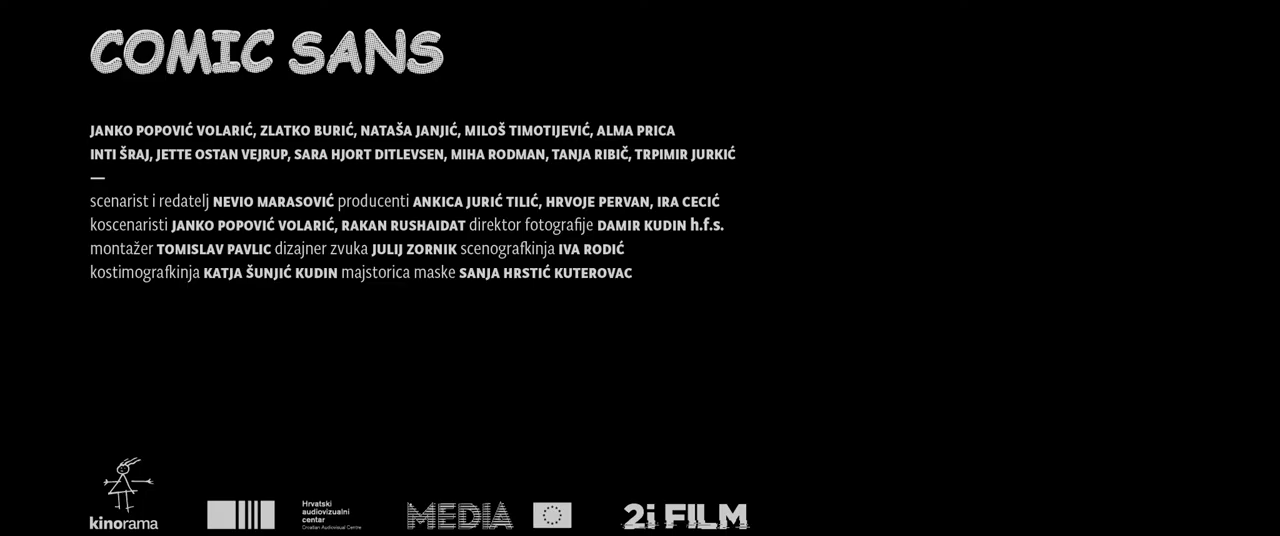 COMIC SANS
JANKO POPOVIĆ VOLARIĆ, ZLATKO BURIĆ, NATAŠA JANJIĆ, MILOŠ TIMOTIJEVIĆ, ALMA PRICA
INTI ŠRAJ, JETTE OSTAN VEJRUP, SARA HJORT DITLEVSEN, MIHA RODMAN, TANJA RIBIČ, TRPIMIR JURKIĆ
—
scenarist i redatelj NEVIO MARASOVIĆ producenti ANKICA JURIĆ TILIĆ, HRVOJE PERVAN, IRA CECIĆ
koscenaristi JANKO POPOVIĆ VOLARIĆ, RAKAN RUSHAIDAT direktor fotografije DAMIR KUDIN h.f.s.
montažer TOMISLAV PAVLIC dizajner zvuka JULIJ ZORNIK scenografkinja IVA RODIĆ
kostimografkinja KATJA ŠUNJIĆ KUDIN majstorica maske SANJA HRSTIĆ KUTEROVAC
kinorama
Hrvatski
audiovizualni
centar
Croatian Audiovisual Centre
MEDIA
2i FILM